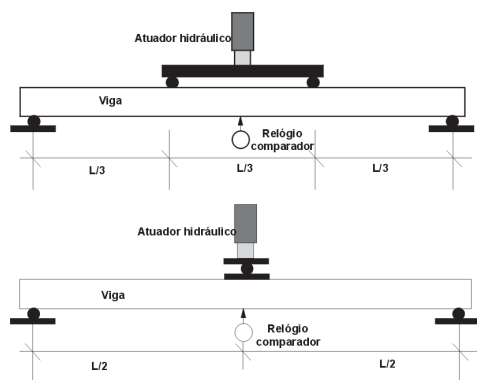 Atuador hidráulico
Viga
Relógio
comparador
L/3
L/3
L/3
Atuador hidráulico
Viga
Relógio
comparador
L/2
L/2